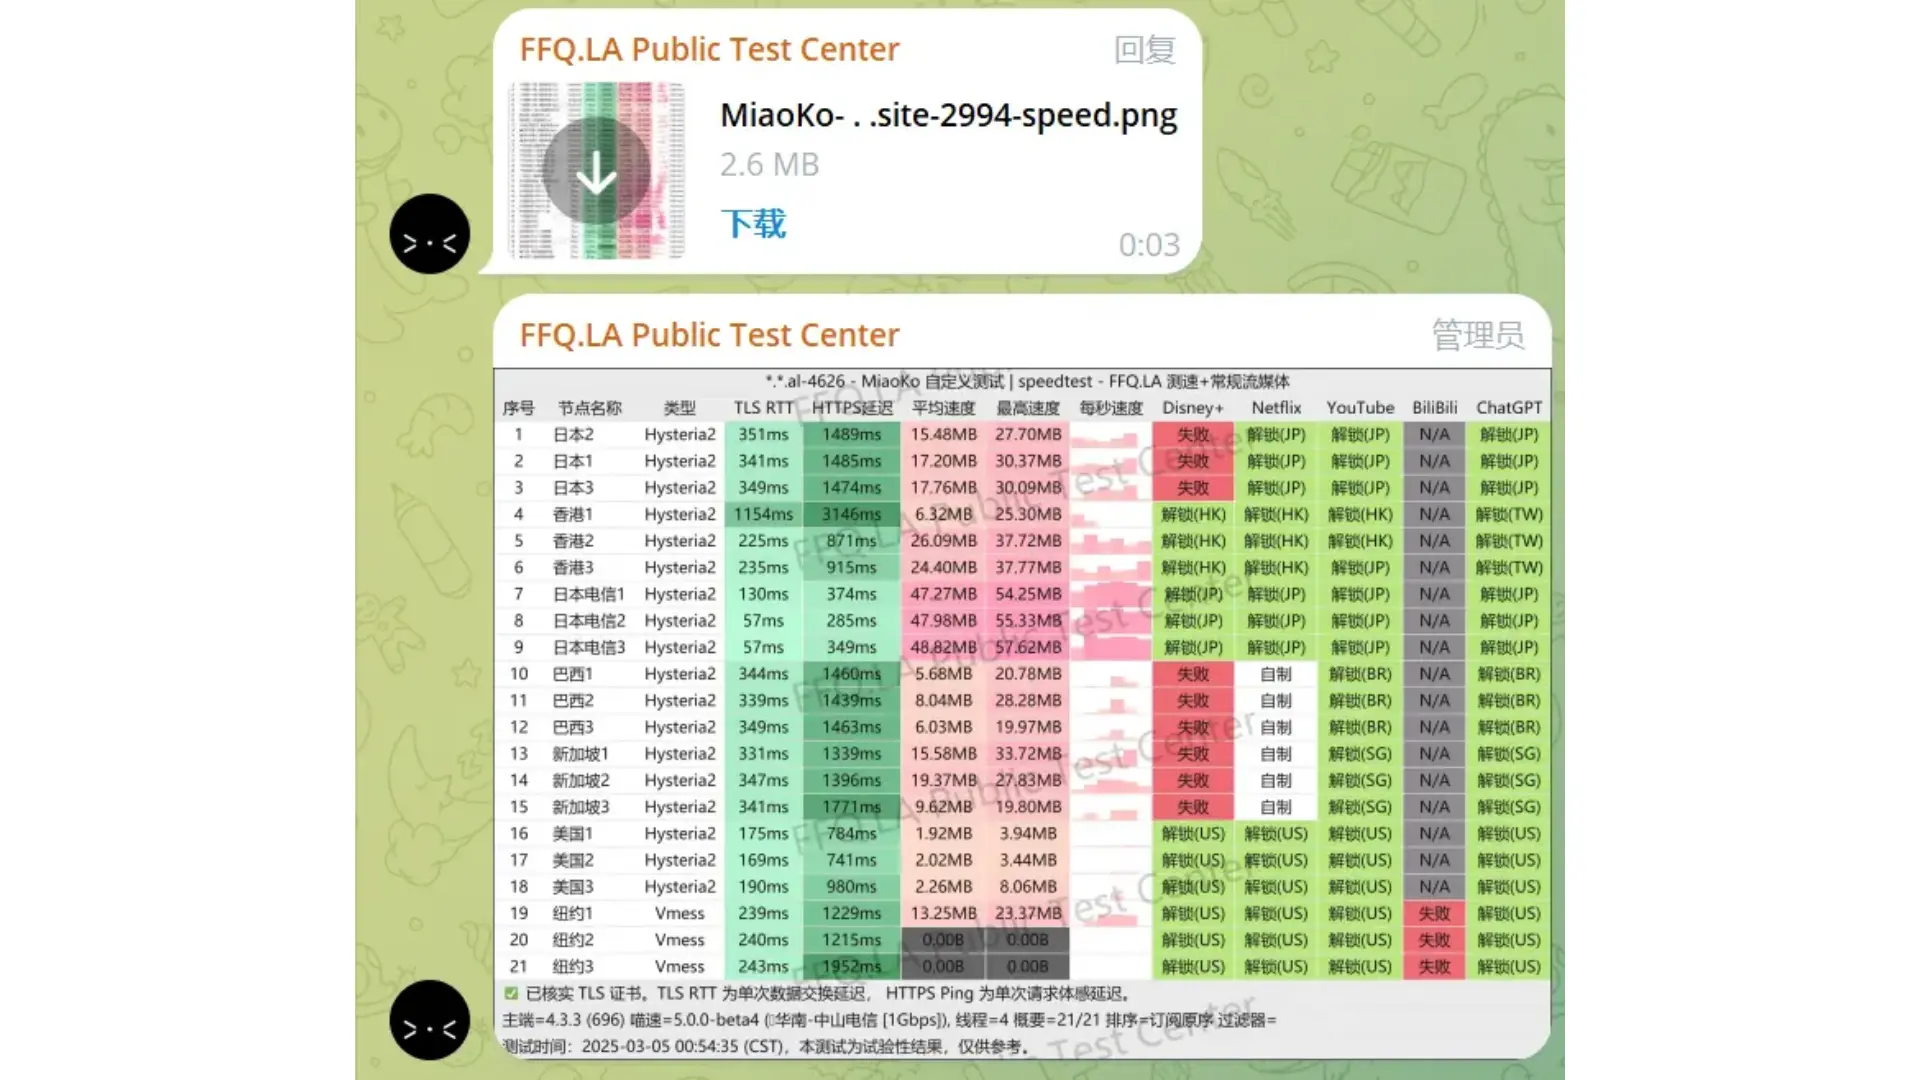 FFQ.LA Public Test Center 回复
MiaoKo- . .site-2994-speed.png
2.6 MB
下载
0:03
FFQ.LA Public Test Center 管理员
*.*.al-4626 - MiaoKo 自定义测试 | speedtest - FFQ.LA 测速+常规流媒体
序号 节点名称 类型 TLS RTT HTTPS延迟 平均速度 最高速度 每秒速度 Disney+ Netflix YouTube BiliBili ChatGPT
1 日本2 Hysteria2 351ms 1489ms 15.48MB 27.70MB 失败 解锁(JP) 解锁(JP) N/A 解锁(JP)
2 日本1 Hysteria2 341ms 1485ms 17.20MB 30.37MB 失败 解锁(JP) 解锁(JP) N/A 解锁(JP)
3 日本3 Hysteria2 349ms 1474ms 17.76MB 30.09MB 失败 解锁(JP) 解锁(JP) N/A 解锁(JP)
4 香港1 Hysteria2 1154ms 3146ms 6.32MB 25.30MB 解锁(HK) 解锁(HK) 解锁(HK) N/A 解锁(TW)
5 香港2 Hysteria2 225ms 871ms 26.09MB 37.72MB 解锁(HK) 解锁(HK) 解锁(HK) N/A 解锁(TW)
6 香港3 Hysteria2 235ms 915ms 24.40MB 37.77MB 解锁(HK) 解锁(HK) 解锁(JP) N/A 解锁(TW)
7 日本电信1 Hysteria2 130ms 374ms 47.27MB 54.25MB 解锁(JP) 解锁(JP) 解锁(JP) N/A 解锁(JP)
8 日本电信2 Hysteria2 57ms 285ms 47.98MB 55.33MB 解锁(JP) 解锁(JP) 解锁(JP) N/A 解锁(JP)
9 日本电信3 Hysteria2 57ms 349ms 48.82MB 57.62MB 解锁(JP) 解锁(JP) 解锁(JP) N/A 解锁(JP)
10 巴西1 Hysteria2 344ms 1460ms 5.68MB 20.78MB 失败 自制 解锁(BR) N/A 解锁(BR)
11 巴西2 Hysteria2 339ms 1439ms 8.04MB 28.28MB 失败 自制 解锁(BR) N/A 解锁(BR)
12 巴西3 Hysteria2 349ms 1463ms 6.03MB 19.97MB 失败 自制 解锁(BR) N/A 解锁(BR)
13 新加坡1 Hysteria2 331ms 1339ms 15.58MB 33.72MB 失败 自制 解锁(SG) N/A 解锁(SG)
14 新加坡2 Hysteria2 347ms 1396ms 19.37MB 27.83MB 失败 自制 解锁(SG) N/A 解锁(SG)
15 新加坡3 Hysteria2 341ms 1771ms 9.62MB 19.80MB 失败 自制 解锁(SG) N/A 解锁(SG)
16 美国1 Hysteria2 175ms 784ms 1.92MB 3.94MB 解锁(US) 解锁(US) 解锁(US) N/A 解锁(US)
17 美国2 Hysteria2 169ms 741ms 2.02MB 3.44MB 解锁(US) 解锁(US) 解锁(US) N/A 解锁(US)
18 美国3 Hysteria2 190ms 980ms 2.26MB 8.06MB 解锁(US) 解锁(US) 解锁(US) N/A 解锁(US)
19 纽约1 Vmess 239ms 1229ms 13.25MB 23.37MB 解锁(US) 解锁(US) 解锁(US) 失败 解锁(US)
20 纽约2 Vmess 240ms 1215ms 0.00B 0.00B 解锁(US) 解锁(US) 解锁(US) 失败 解锁(US)
21 纽约3 Vmess 243ms 1952ms 0.00B 0.00B 解锁(US) 解锁(US) 解锁(US) 失败 解锁(US)
✅ 已核实 TLS 证书。TLS RTT 为单次数据交换延迟， HTTPS Ping 为单次请求体感延迟。
主端=4.3.3 (696) 喵速=5.0.0-beta4 (华南-中山电信 [1Gbps]), 线程=4 概要=21/21 排序=订阅原序 过滤器=
测试时间：2025-03-05 00:54:35 (CST)，本测试为试验性结果，仅供参考。